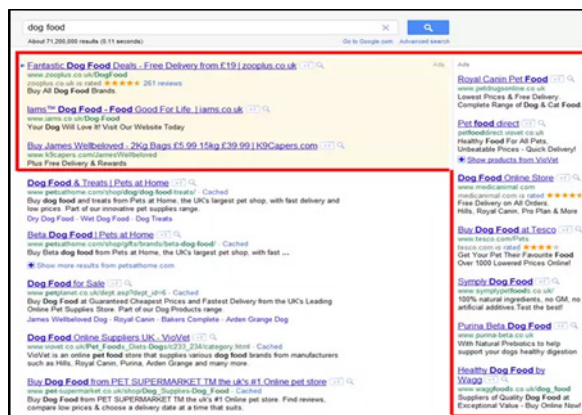 dog food
About 71,200,000 results (0.11 seconds)
Go to Google.com Advanced search
Fantastic Dog Food Deals - Free Delivery from £19 | zooplus.co.uk
Ads
www.zooplus.co.uk/DogFood
zooplus.co.uk is rated 261 reviews
Buy All Dog Food Brands.
Iams™ Dog Food - Food Good For Life. | iams.co.uk
www.iams.co.uk/Dog-Food
Your Dog Will Love It! Visit Our Website Today
Buy James Wellbeloved - 2Kg Bags £5.99 15kg £39.99 | K9Capers.com
www.k9capers.com/JamesWellbeloved
Plus Free Delivery & Rewards
Dog Food & Treats | Pets at Home
www.petsathome.com/shop/dog/dog-food-treats/ - Cached
Buy dog food and treats from Pets at Home, the UK's largest pet shop, with fast delivery and
low prices. Part of our innovative pet supplies range.
Dry Dog Food - Wet Dog Food - Dog Treats
Beta Dog Food | Pets at Home
www.petsathome.com/shop/gifts/brands/beta-dog-food/ - Cached
Buy Beta dog food from Pets at Home, the UK's largest pet shop, with fast ...
Show more results from petsathome.com
Dog Food for Sale
www.petplanet.co.uk/dept.asp?dept_id=6 - Cached
Buy Dog Food at Guaranteed Cheapest Prices and Fastest Delivery from the UK's Leading
Online Pet Supplies Store. Part of our Dog Products range.
James Wellbeloved Dog - Royal Canin - Bakers Complete - Arden Grange Dog
Dog Food Online Suppliers UK - VioVet
www.viovet.co.uk/Pet_Foods_Diets-Dogs/c233_234/category.html - Cached
VioVet is an online pet food store that supplies various dog food brands from manufacturers
such as Hills, Royal Canin, Purina, Arden Grange and many more.
Buy Dog Food from PET SUPERMARKET TM the uk's #1 Online pet store
www.pet-supermarket.co.uk/shop/Dog_Supplies-Dog_Food - Cached
Buy Dog Food from PET SUPERMARKET TM the uk's #1 Online pet store. Find reviews,
compare low prices & choose a delivery date at a time that suits.
Ads
Royal Canin Pet Food
www.petdrugsonline.co.uk
Lowest Prices & Free Delivery.
Complete Range of Dog & Cat Food.
Pet food direct
petfooddirect.viovet.co.uk
Healthy Food For All Pets.
Unbeatable Prices - Quick Delivery!
Show products from VioVet
Dog Food Online Store
www.medicanimal.com
medicanimal.com is rated
Free Delivery on All Orders.
Hills, Royal Canin, Pro Plan & More
Buy Dog Food at Tesco
www.tesco.com/Pets
tesco.com is rated
Get Your Pet Their Favourite Food
Over 1000 Lowered Prices Online!
Symply Dog Food
www.symplypetfoods.co.uk/
100% natural ingredients, no GM, no
artificial additives.Test the best!
Purina Beta Dog Food
www.purina-beta.co.uk
With Natural Prebiotics to help
support your dogs healthy digestion
Healthy Dog Food by
Wagg
www.waggfoods.co.uk/dog_food
Suppliers of Quality Dog Food at
Exceptional Value - Buy Online Now!